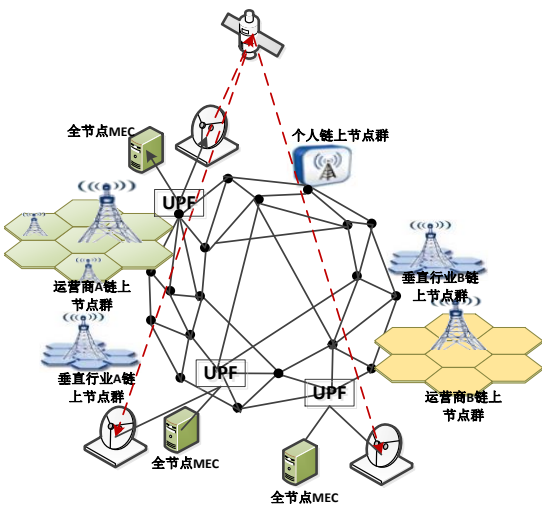 全节点MEC
个人链上节点群
UPF
运营商A链上
节点群
垂直行业B链
上节点群
垂直行业A链
上节点群
UPF
UPF
运营商B链上
节点群
全节点MEC
全节点MEC